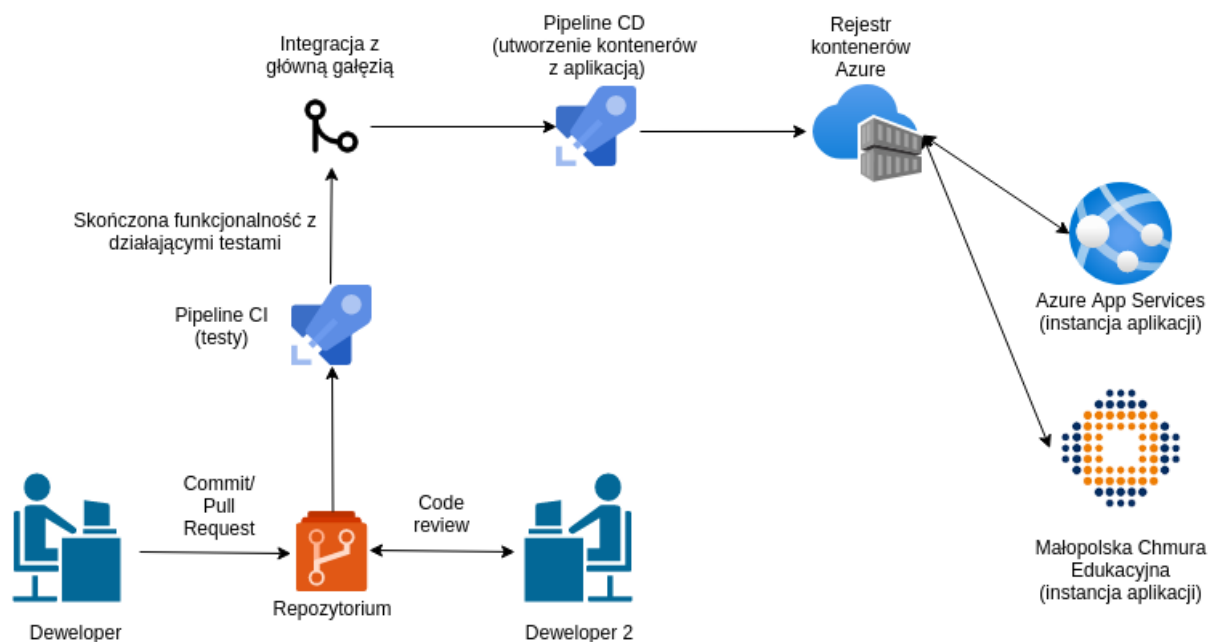 Pipeline CD
(utworzenie kontenerów
z aplikacją)
Rejestr
kontenerów
Azure
Integracja z
główną gałęzią
Skończona funkcjonalność z
działającymi testami
Azure App Services
(instancja aplikacji)
Pipeline CI
(testy)
Commit/
Pull
Request
Code
review
Małopolska Chmura
Edukacyjna
(instancja aplikacji)
Repozytorium
Deweloper
Deweloper 2